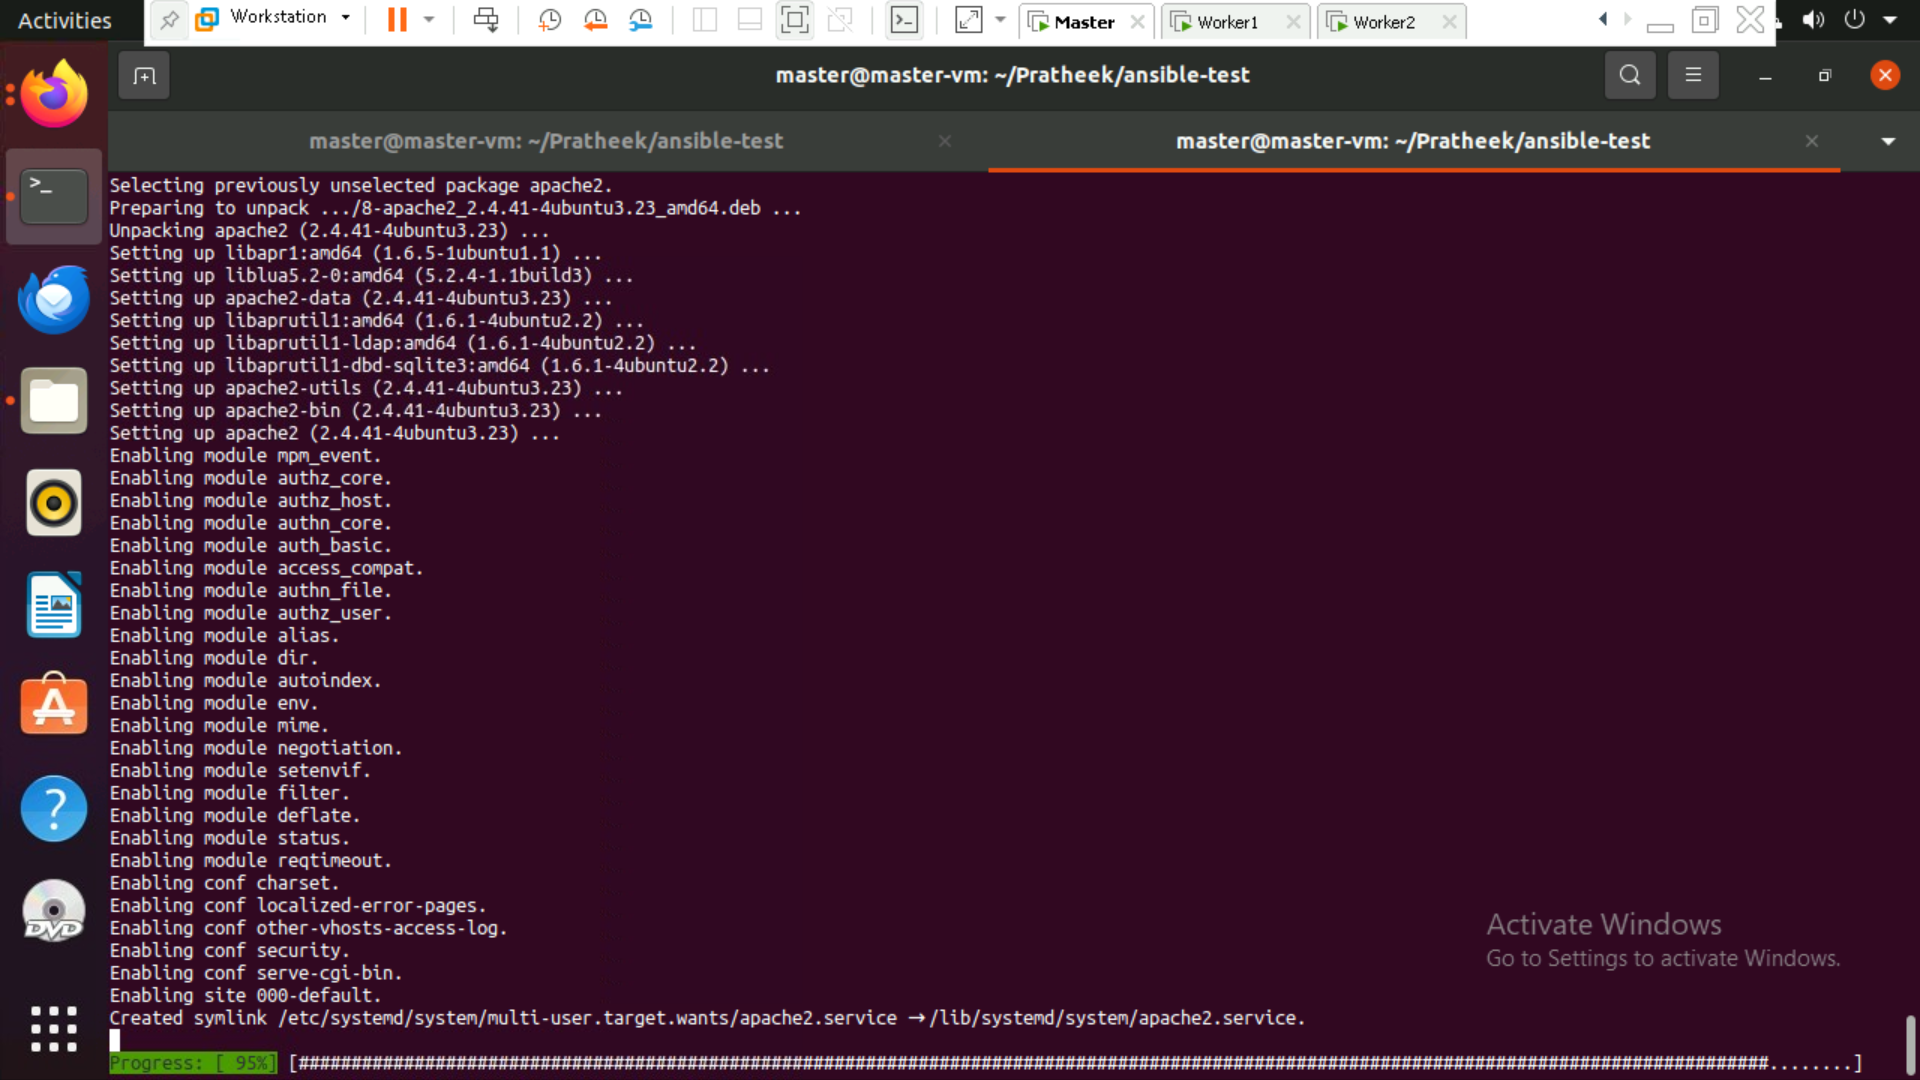 Activities
Workstation
Master
Worker1
Worker2
master@master-vm: ~/Pratheek/ansible-test
master@master-vm: ~/Pratheek/ansible-test
master@master-vm: ~/Pratheek/ansible-test
Selecting previously unselected package apache2.
Preparing to unpack .../8-apache2_2.4.41-4ubuntu3.23_amd64.deb ...
Unpacking apache2 (2.4.41-4ubuntu3.23) ...
Setting up libapr1:amd64 (1.6.5-1ubuntu1.1) ...
Setting up liblua5.2-0:amd64 (5.2.4-1.1build3) ...
Setting up apache2-data (2.4.41-4ubuntu3.23) ...
Setting up libaprutil1:amd64 (1.6.1-4ubuntu2.2) ...
Setting up libaprutil1-ldap:amd64 (1.6.1-4ubuntu2.2) ...
Setting up libaprutil1-dbd-sqlite3:amd64 (1.6.1-4ubuntu2.2) ...
Setting up apache2-utils (2.4.41-4ubuntu3.23) ...
Setting up apache2-bin (2.4.41-4ubuntu3.23) ...
Setting up apache2 (2.4.41-4ubuntu3.23) ...
Enabling module mpm_event.
Enabling module authz_core.
Enabling module authz_host.
Enabling module authn_core.
Enabling module auth_basic.
Enabling module access_compat.
Enabling module authn_file.
Enabling module authz_user.
Enabling module alias.
Enabling module dir.
Enabling module autoindex.
Enabling module env.
Enabling module mime.
Enabling module negotiation.
Enabling module setenvif.
Enabling module filter.
Enabling module deflate.
Enabling module status.
Enabling module reqtimeout.
Enabling conf charset.
Enabling conf localized-error-pages.
Enabling conf other-vhosts-access-log.
Enabling conf security.
Enabling conf serve-cgi-bin.
Enabling site 000-default.
Created symlink /etc/systemd/system/multi-user.target.wants/apache2.service → /lib/systemd/system/apache2.service.
Progress: [ 95%] [############################################################################################################################################........]
Activate Windows
Go to Settings to activate Windows.
DVD